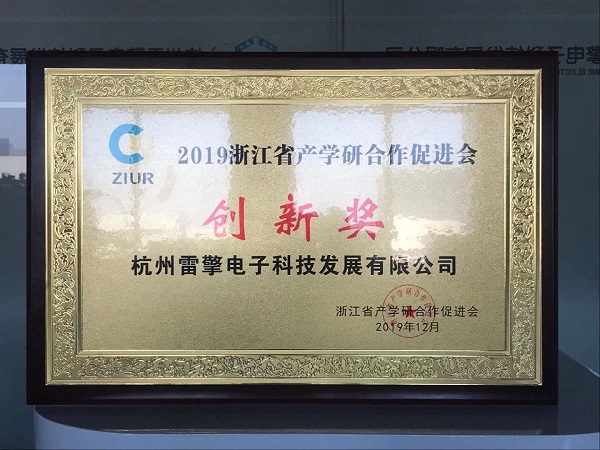 ZIUR
2019浙江省产学研合作促进会
创新奖
杭州雷擎电子科技发展有限公司
浙江省产学研合作促进会
2019年12月